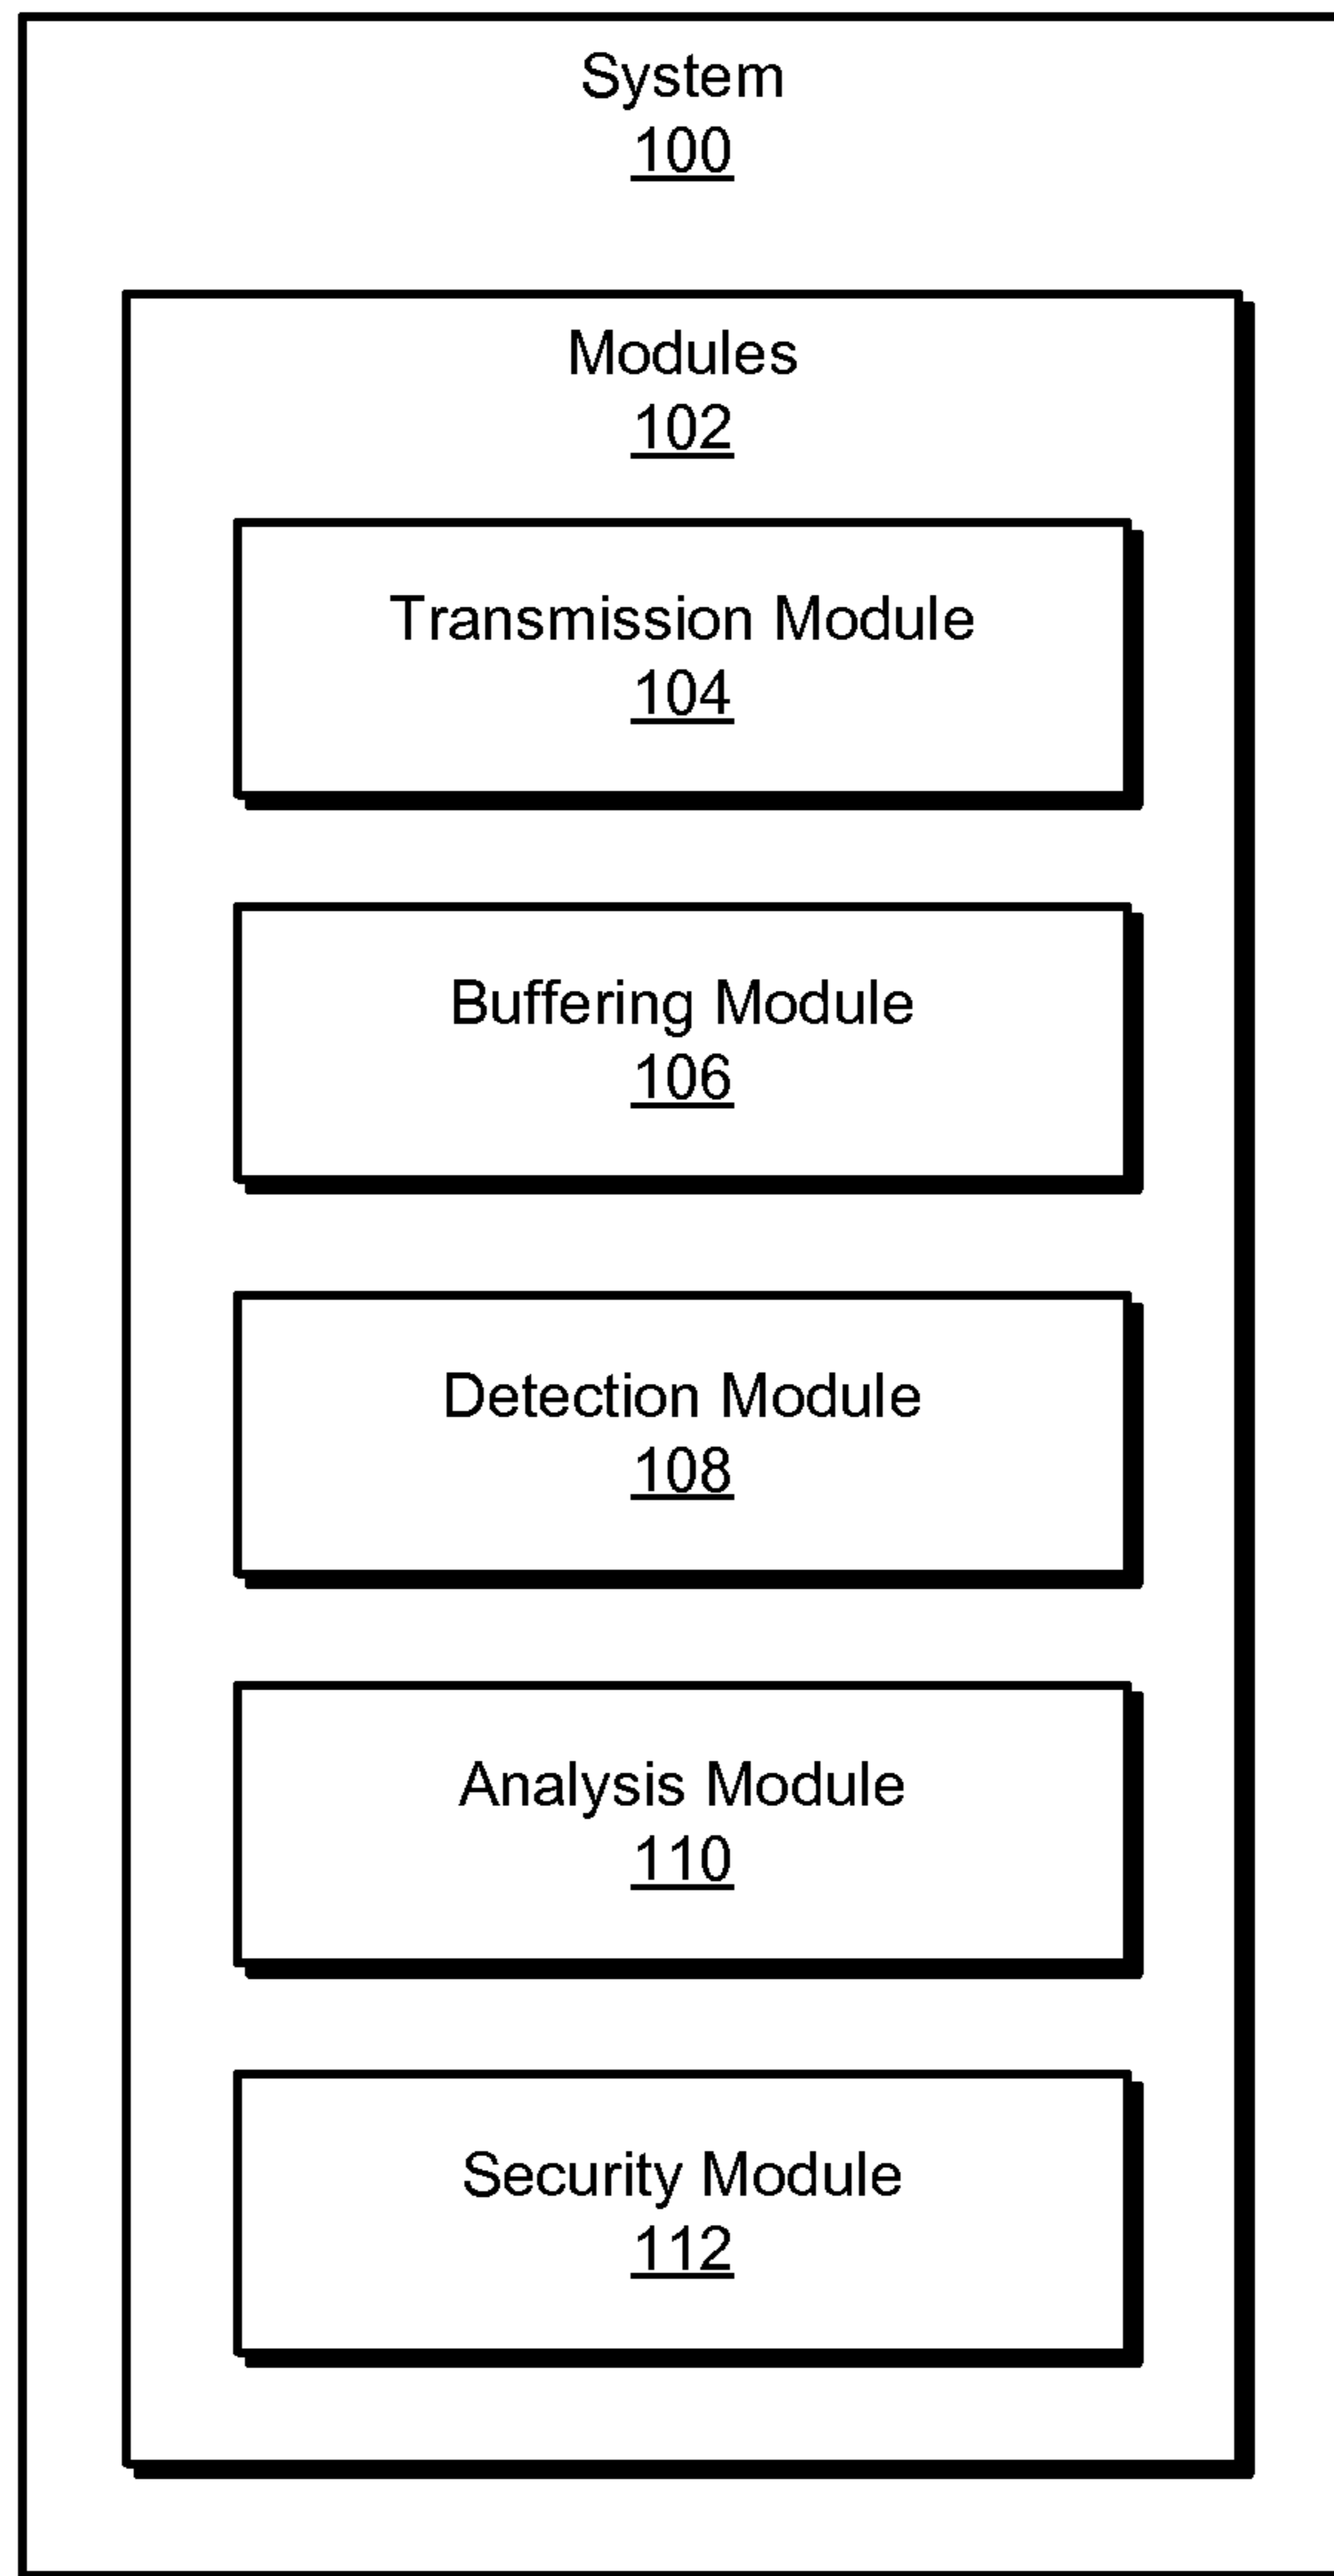 System
100
Modules
102
Transmission Module
104
Buffering Module
106
Detection Module
108
Analysis Module
110
Security Module
112